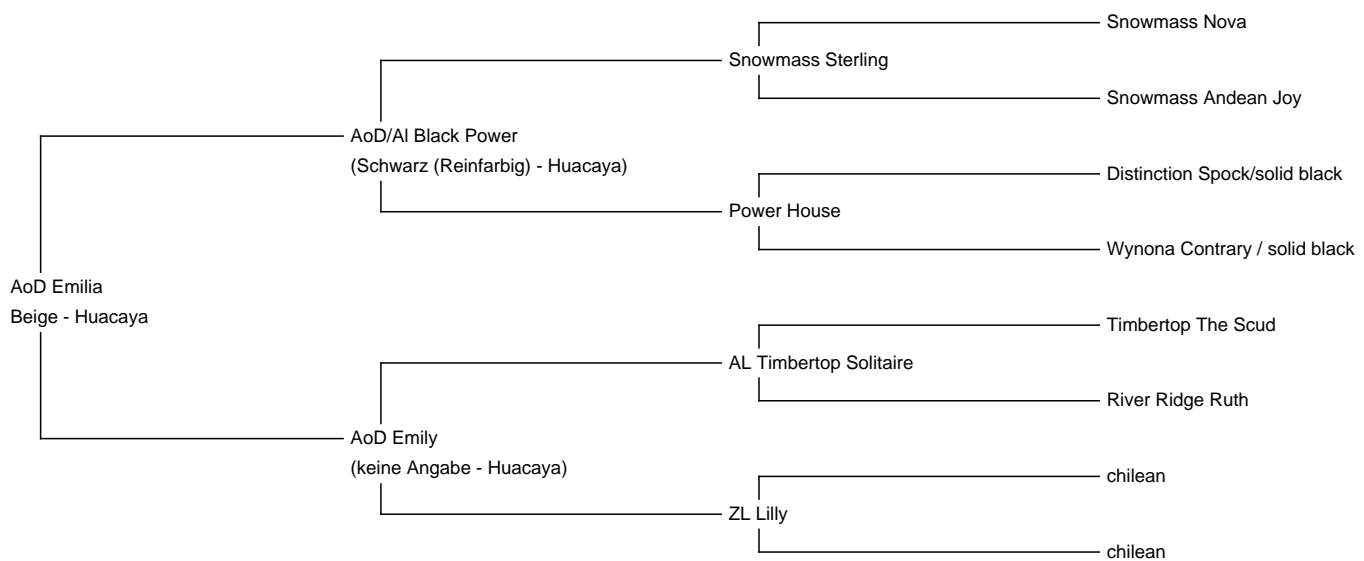 Snowmass Nova
Snowmass Sterling
Snowmass Andean Joy
AoD/Al Black Power
(Schwarz (Reinfarbig) - Huacaya)
Distinction Spock/solid black
Power House
Wynona Contrary / solid black
AoD Emilia
Beige - Huacaya
Timbertop The Scud
AL Timbertop Solitaire
River Ridge Ruth
AoD Emily
(keine Angabe - Huacaya)
chilean
ZL Lilly
chilean